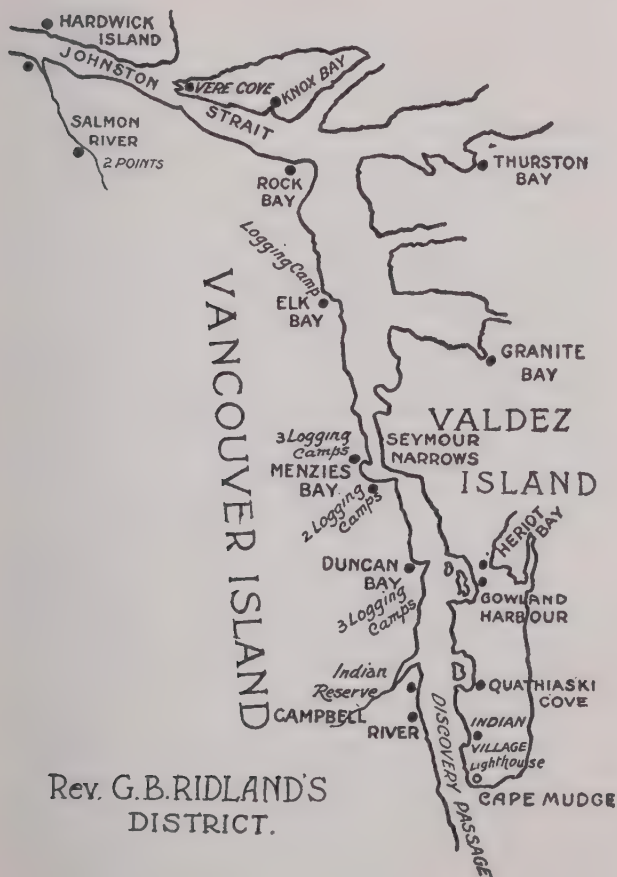 HARDWICK
ISLAND
JOHNSTON
STRAIT
VERE COVE
KNOX BAY
SALMON
RIVER
2 POINTS
THURSTON
BAY
ROCK
BAY
Logging Camp
ELK
BAY
GRANITE
BAY
VANCOUVER ISLAND
VALDEZ
ISLAND
3 Logging
Camps
MENZIES
BAY
SEYMOUR
NARROWS
2 Logging
Camps
HERIOT
BAY
DUNCAN
BAY
GOWLAND
HARBOUR
3 Logging
Camps
Indian
Reserve
QUATHIASKI
COVE
CAMPBELL
RIVER
DISCOVERY PASSAGE
INDIAN
VILLAGE
Lighthouse
CAPE MUDGE
Rev. G.B.RIDLAND'S
DISTRICT.